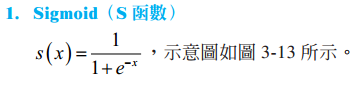 1. Sigmoid（S 函數）
s(x)=1/(1+e^-x)，示意圖如圖 3-13 所示。